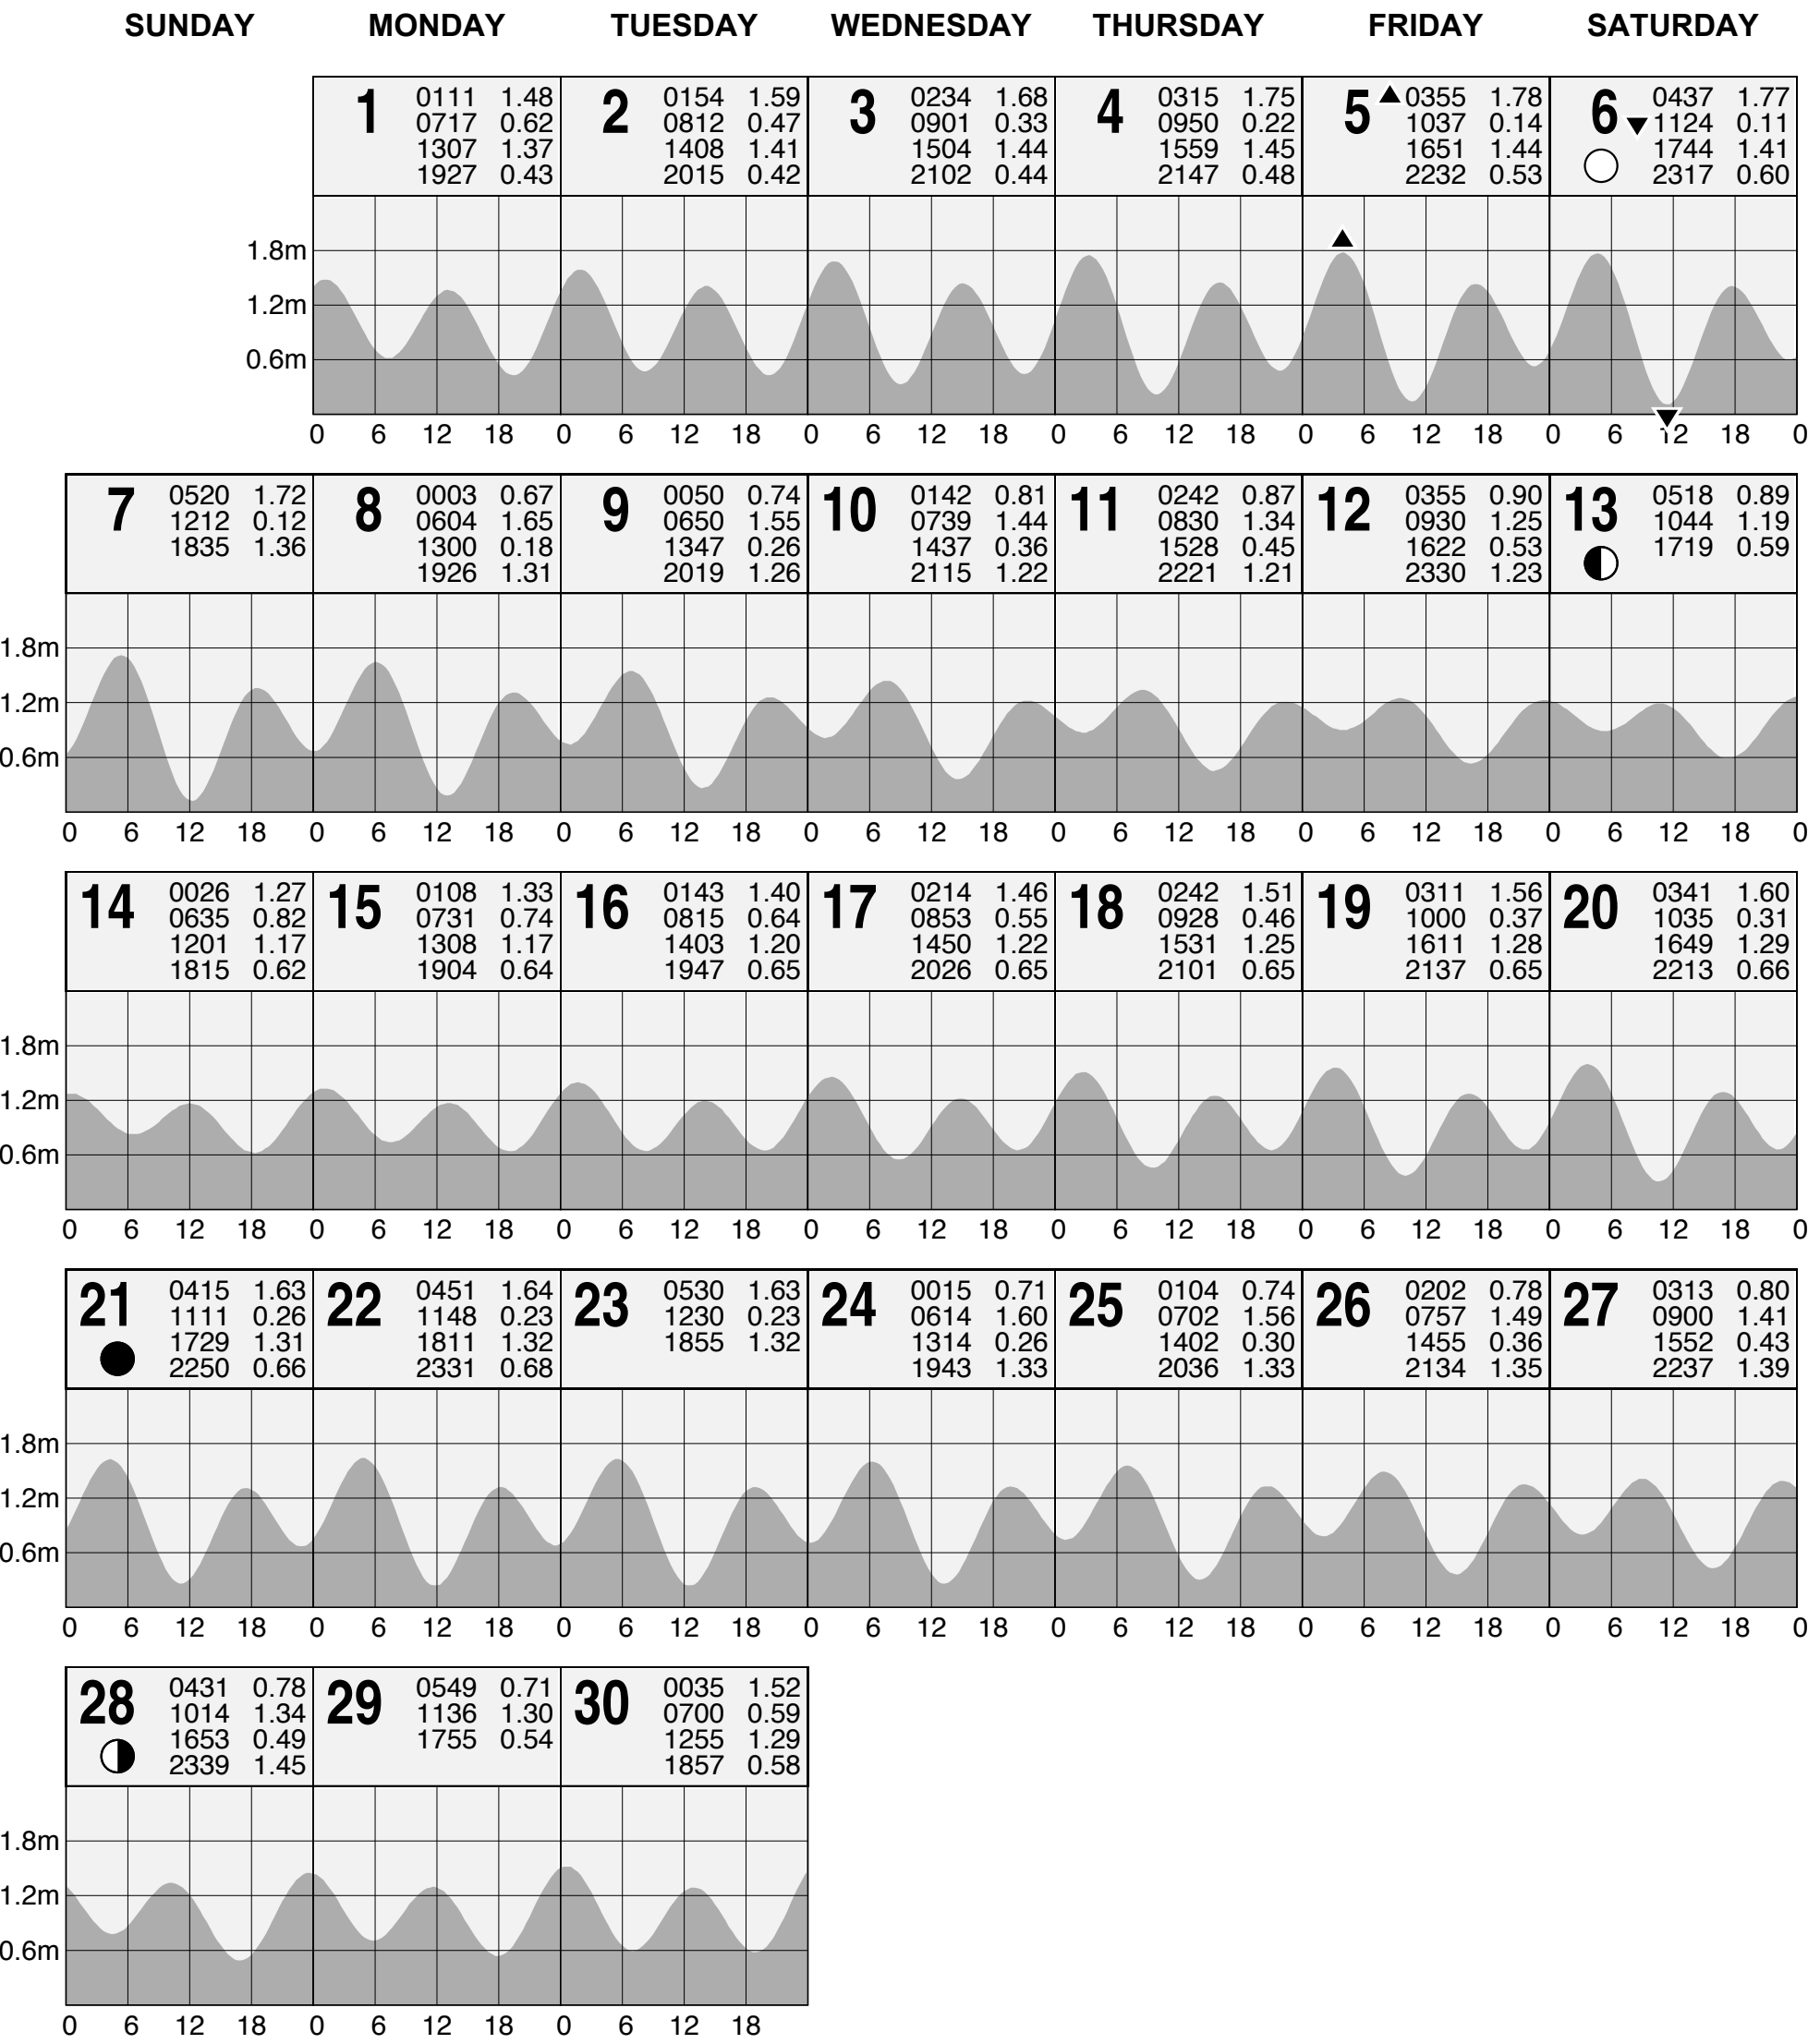 SUNDAY MONDAY TUESDAY WEDNESDAY THURSDAY FRIDAY SATURDAY
1 0111 1.48
0717 0.62
1307 1.37
1927 0.43
2 0154 1.59
0812 0.47
1408 1.41
2015 0.42
3 0234 1.68
0901 0.33
1504 1.44
2102 0.44
4 0315 1.75
0950 0.22
1559 1.45
2147 0.48
5 0355 1.78
1037 0.14
1651 1.44
2232 0.53
6 0437 1.77
1124 0.11
1744 1.41
2317 0.60
1.8m
1.2m
0.6m
0 6 12 18 0 6 12 18 0 6 12 18 0 6 12 18 0 6 12 18 0 6 12 18 0
7 0520 1.72
1212 0.12
1835 1.36
8 0003 0.67
0604 1.65
1300 0.18
1926 1.31
9 0050 0.74
0650 1.55
1347 0.26
2019 1.26
10 0142 0.81
0739 1.44
1437 0.36
2115 1.22
11 0242 0.87
0830 1.34
1528 0.45
2221 1.21
12 0355 0.90
0930 1.25
1622 0.53
2330 1.23
13 0518 0.89
1044 1.19
1719 0.59
1.8m
1.2m
0.6m
0 6 12 18 0 6 12 18 0 6 12 18 0 6 12 18 0 6 12 18 0 6 12 18 0 6 12 18 0
14 0026 1.27
0635 0.82
1201 1.17
1815 0.62
15 0108 1.33
0731 0.74
1308 1.17
1904 0.64
16 0143 1.40
0815 0.64
1403 1.20
1947 0.65
17 0214 1.46
0853 0.55
1450 1.22
2026 0.65
18 0242 1.51
0928 0.46
1531 1.25
2101 0.65
19 0311 1.56
1000 0.37
1611 1.28
2137 0.65
20 0341 1.60
1035 0.31
1649 1.29
2213 0.66
1.8m
1.2m
0.6m
0 6 12 18 0 6 12 18 0 6 12 18 0 6 12 18 0 6 12 18 0 6 12 18 0 6 12 18 0
21 0415 1.63
1111 0.26
1729 1.31
2250 0.66
22 0451 1.64
1148 0.23
1811 1.32
2331 0.68
23 0530 1.63
1230 0.23
1855 1.32
24 0015 0.71
0614 1.60
1314 0.26
1943 1.33
25 0104 0.74
0702 1.56
1402 0.30
2036 1.33
26 0202 0.78
0757 1.49
1455 0.36
2134 1.35
27 0313 0.80
0900 1.41
1552 0.43
2237 1.39
1.8m
1.2m
0.6m
0 6 12 18 0 6 12 18 0 6 12 18 0 6 12 18 0 6 12 18 0 6 12 18 0 6 12 18 0
28 0431 0.78
1014 1.34
1653 0.49
2339 1.45
29 0549 0.71
1136 1.30
1755 0.54
30 0035 1.52
0700 0.59
1255 1.29
1857 0.58
1.8m
1.2m
0.6m
0 6 12 18 0 6 12 18 0 6 12 18